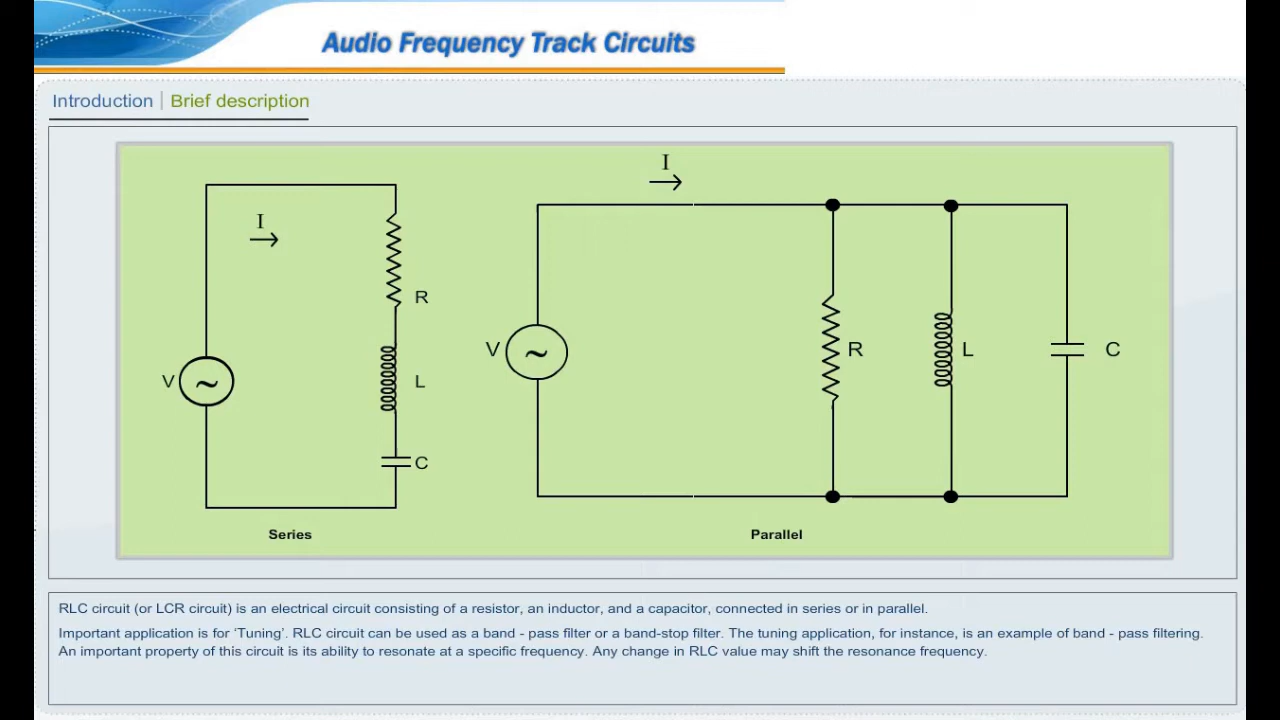 Audio Frequency Track Circuits
Introduction | Brief description
I
R
V
L
C
Series
I
V
R
L
C
Parallel
RLC circuit (or LCR circuit) is an electrical circuit consisting of a resistor, an inductor, and a capacitor, connected in series or in parallel.
Important application is for ‘Tuning’. RLC circuit can be used as a band - pass filter or a band-stop filter. The tuning application, for instance, is an example of band - pass filtering.
An important property of this circuit is its ability to resonate at a specific frequency. Any change in RLC value may shift the resonance frequency.